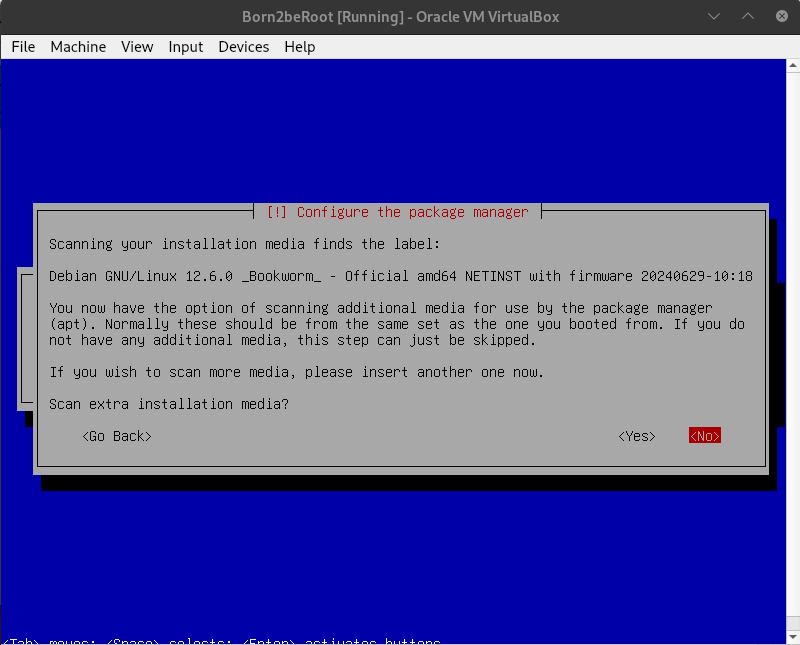 Born2beRoot [Running] - Oracle VM VirtualBox
File Machine View Input Devices Help
[!] Configure the package manager
Scanning your installation media finds the label:
Debian GNU/Linux 12.6.0 _Bookworm_ - Official amd64 NETINST with firmware 20240629-10:18
You now have the option of scanning additional media for use by the package manager
(apt). Normally these should be from the same set as the one you booted from. If you do
not have any additional media, this step can just be skipped.
If you wish to scan more media, please insert another one now.
Scan extra installation media?
<Go Back> <Yes> <No>
<Tab> moves; <Space> selects; <Enter> activates buttons